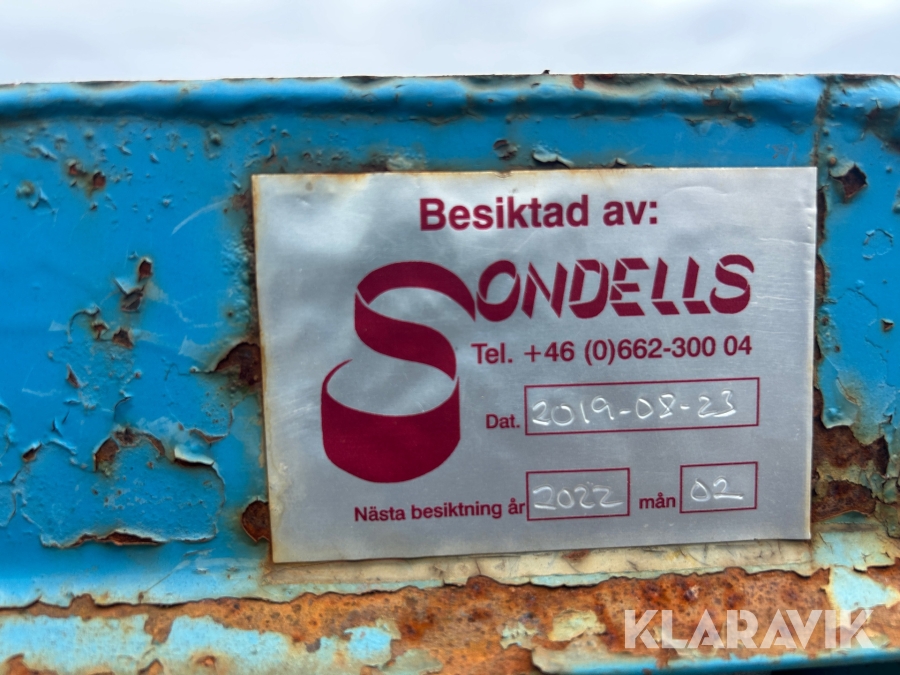 Besiktad av:
SONDELLS
Tel. +46 (0)662-300 04
Dat. 2019-08-23
Nästa besiktning år 2022 mån 02
KLARAVIK